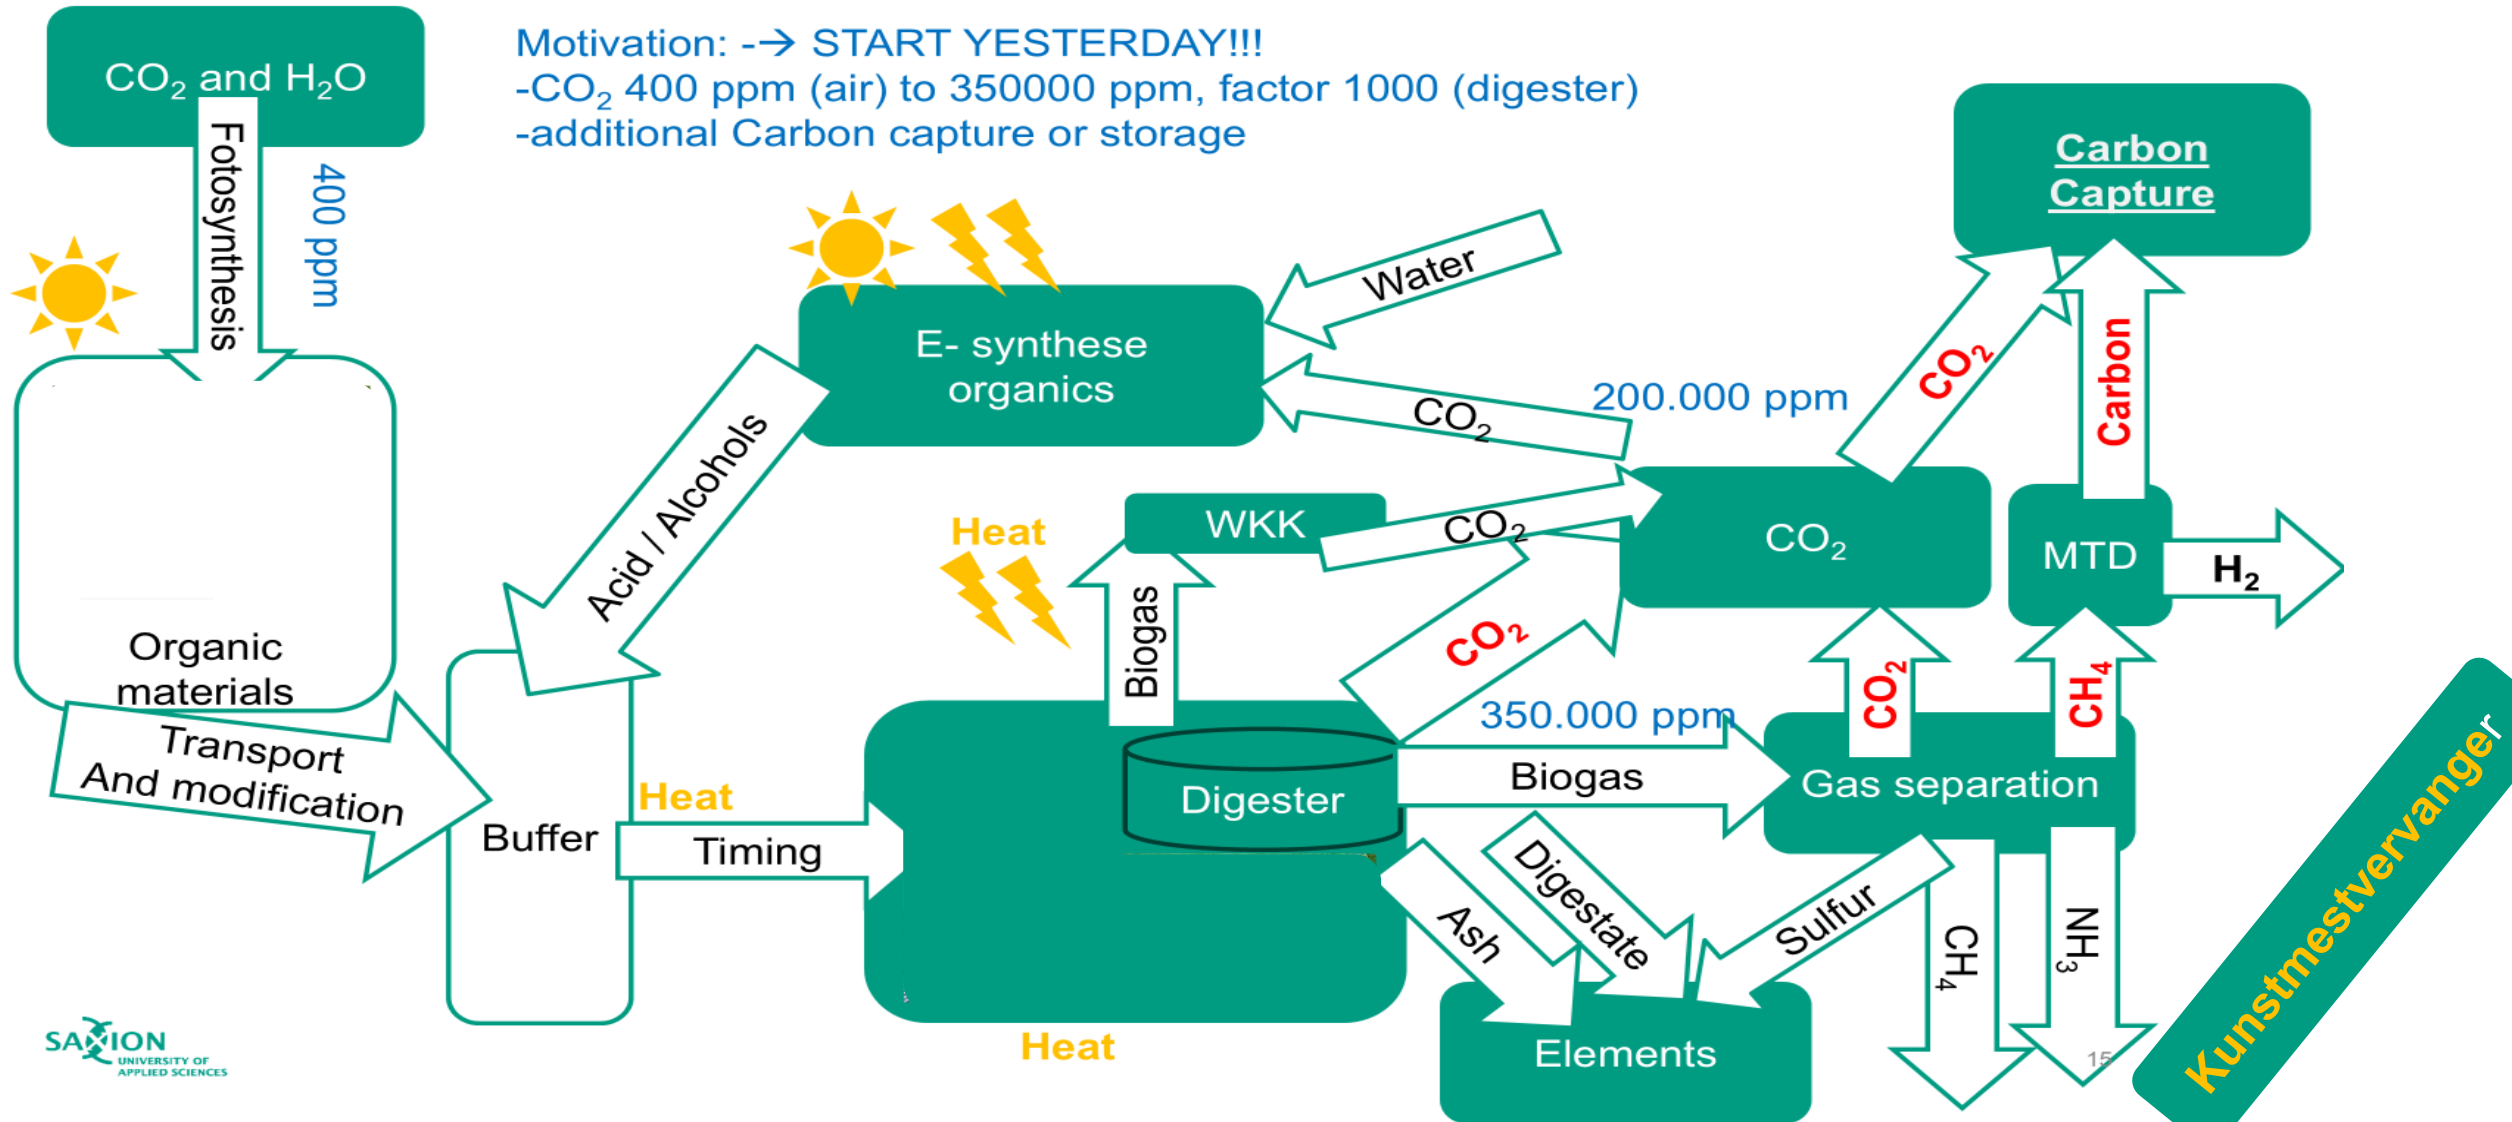 CO₂ and H₂O
Fotosynthesis
400 ppm
Motivation: -→ START YESTERDAY!!!
-CO₂ 400 ppm (air) to 350000 ppm, factor 1000 (digester)
-additional Carbon capture or storage
Carbon
Capture
Water
E- synthese
organics
CO₂
200.000 ppm
CO₂
Carbon
Acid / Alcohols
WKK
CO₂
CO₂
MTD
H₂
Heat
Biogas
CO₂
350.000 ppm
CO₂
CH₄
Organic
materials
Transport
And modification
Buffer
Heat
Timing
Digester
Biogas
Gas separation
Ash
Digestate
Sulfur
CH₄
NH₃
Kunstmestvervanger
Heat
Elements
15
SAXION
UNIVERSITY OF
APPLIED SCIENCES